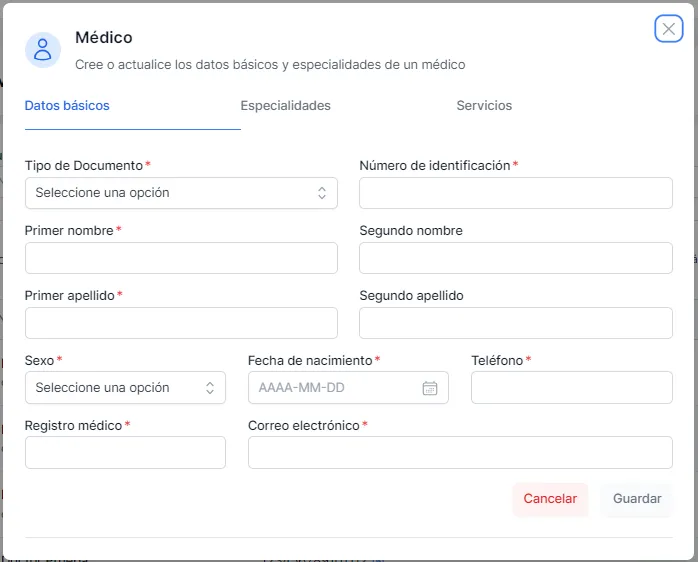 Médico
Cree o actualice los datos básicos y especialidades de un médico
Datos básicos Especialidades Servicios
Tipo de Documento * Número de identificación *
Seleccione una opción
Primer nombre * Segundo nombre
Primer apellido * Segundo apellido
Sexo * Fecha de nacimiento * Teléfono *
Seleccione una opción AAAA-MM-DD
Registro médico * Correo electrónico *
Cancelar Guardar